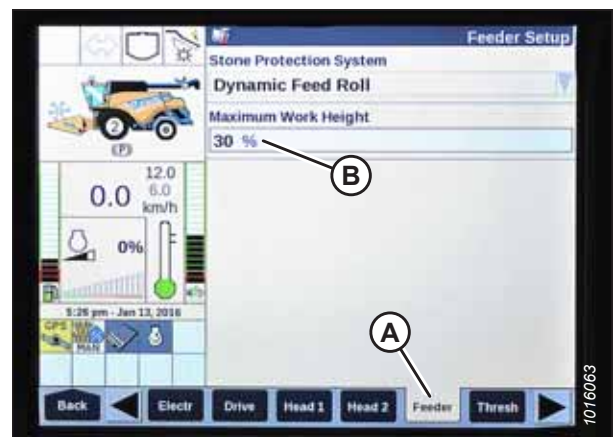 Feeder Setup
Stone Protection System
Dynamic Feed Roll
Maximum Work Height
30 %
B
2
(P)
12.0
0.0
6.0
km/h
0%
5:26 pm - Jan 13, 2016
GPS
MAN
A
Back
Electr
Drive
Head 1
Head 2
Feeder
Thresh
1016063